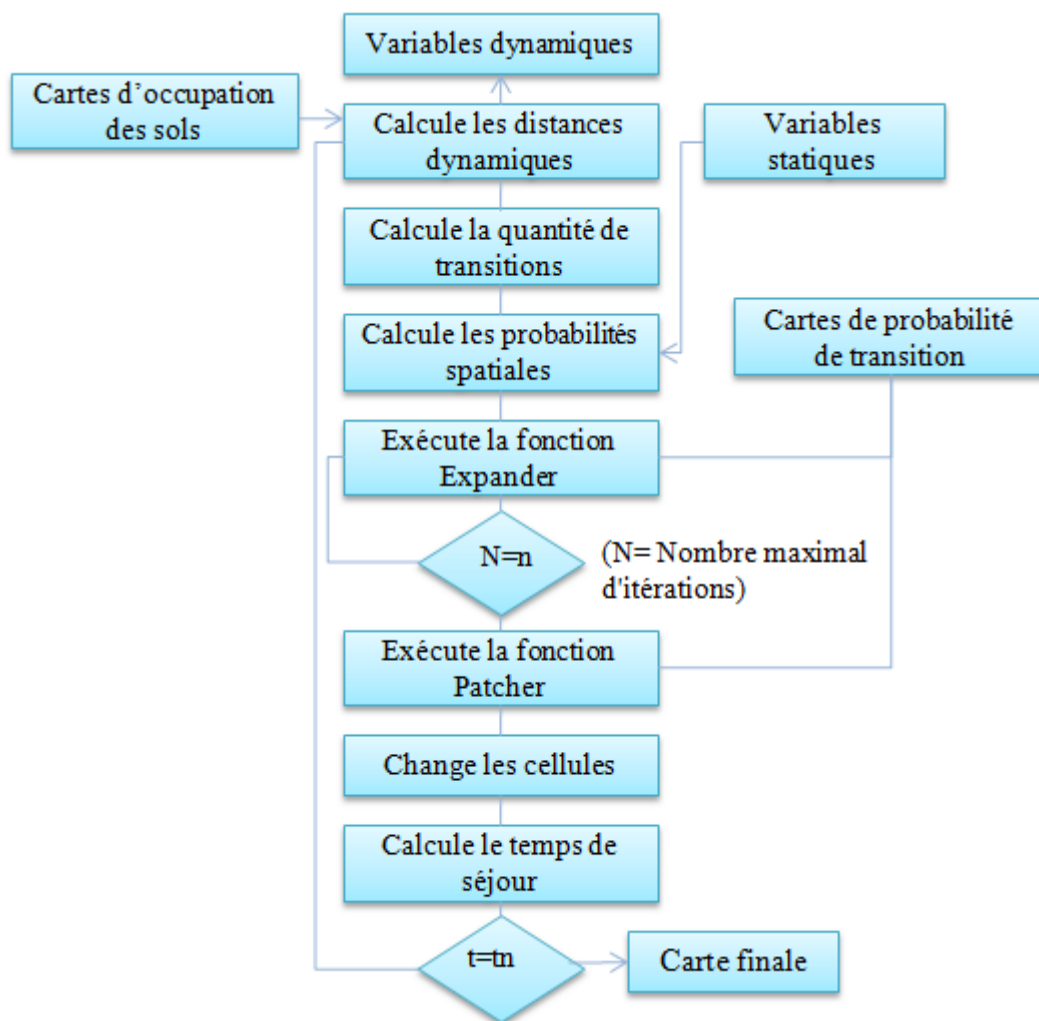 Variables dynamiques
Cartes d’occupation
des sols
Calcule les distances
dynamiques
Variables
statiques
Calcule la quantité de
transitions
Calcule les probabilités
spatiales
Cartes de probabilité
de transition
Exécute la fonction
Expander
N=n
(N= Nombre maximal
d'itérations)
Exécute la fonction
Patcher
Change les cellules
Calcule le temps de
séjour
t=tn
Carte finale